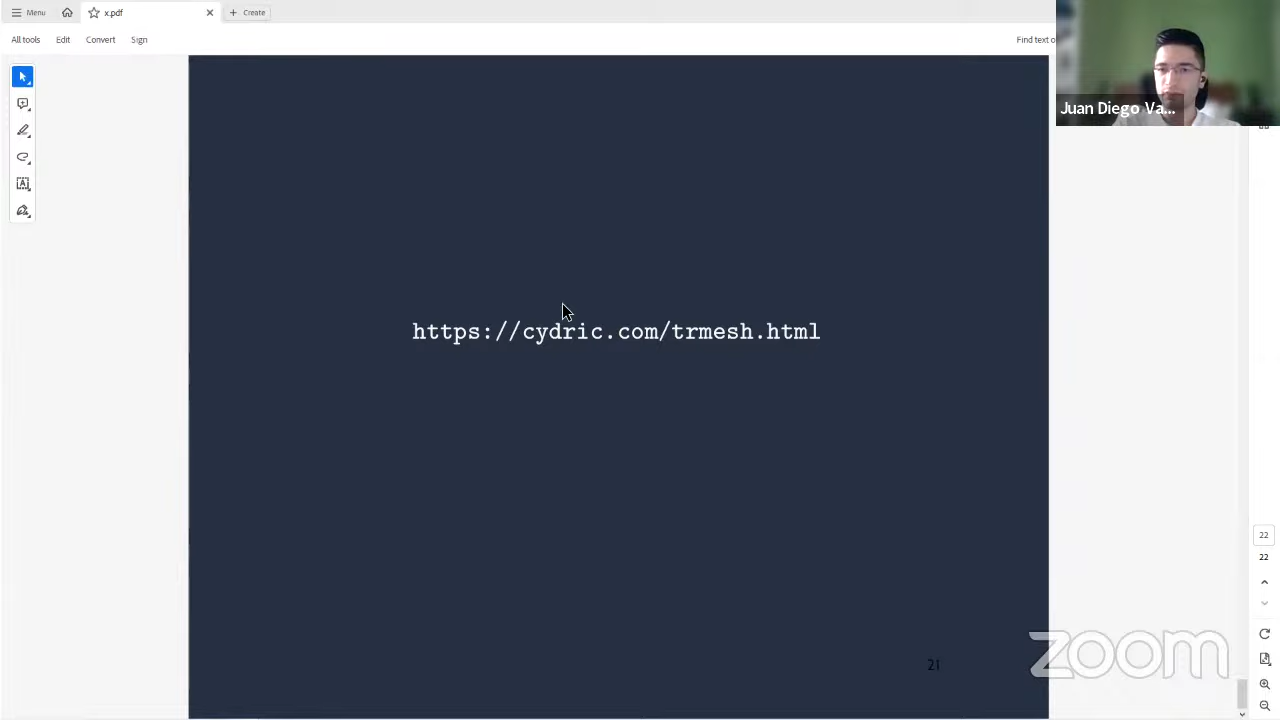 Menu
x.pdf
Create
All tools
Edit
Convert
Sign
Find text o
Juan Diego Va...
https://cydric.com/trmesh.html
22
22
21
zoom